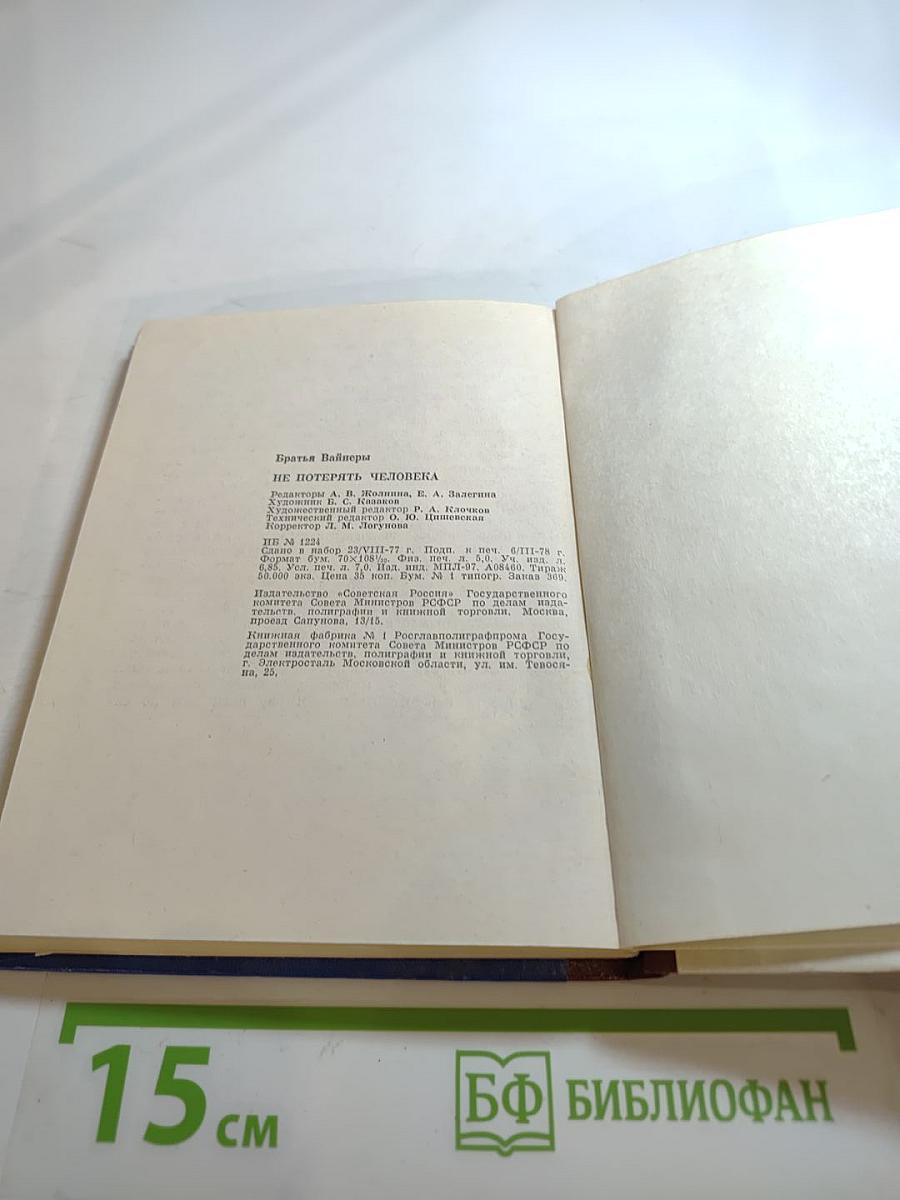 Братья Вайнеры
НЕ ПОТЕРЯТЬ ЧЕЛОВЕКА
Редакторы А. В. Жолнина, Е. А. Залегина
Художник Б. С. Казаков
Художественный редактор Р. А. Клочков
Технический редактор О. Ю. Цишевская
Корректор Л. М. Логунова
ИБ № 1224
Сдано в набор 23/VIII-77 г. Подп. к печ. 6/III-78 г.
Формат бум. 70×108¹/₃₂. Физ. печ. л. 5,0. Уч. изд. л.
6,85. Усл. печ. л. 7,0. Изд. инд. МПЛ-97. А08460. Тираж
50.000 экз. Цена 35 коп. Бум. № 1 типогр. Заказ 369.
Издательство «Советская Россия» Государственного
комитета Совета Министров РСФСР по делам изда-
тельств, полиграфии и книжной торговли. Москва,
проезд Сапунова, 13/15.
Книжная фабрика № 1 Росглавполиграфпрома Госу-
дарственного комитета Совета Министров РСФСР по
делам издательств, полиграфии и книжной торговли,
г. Электросталь Московской области, ул. им. Тевося-
на, 25,
15 см
БФ БИБЛИОФАН